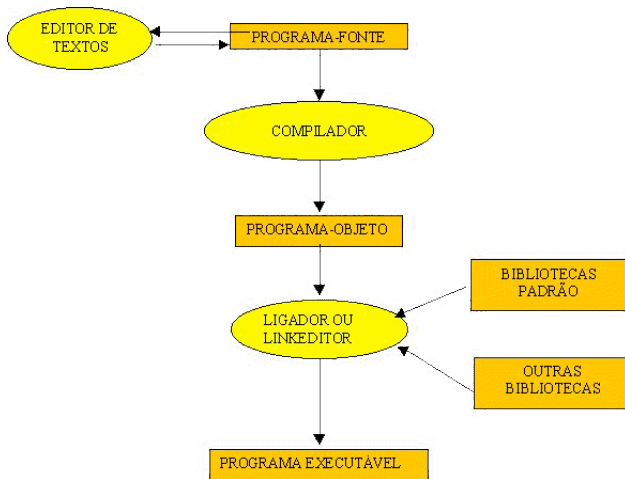 EDITOR DE
TEXTOS
PROGRAMA-FONTE
COMPILADOR
PROGRAMA-OBJETO
BIBLIOTECAS
PADRÃO
LIGADOR OU
LINKEDITOR
OUTRAS
BIBLIOTECAS
PROGRAMA EXECUTÁVEL